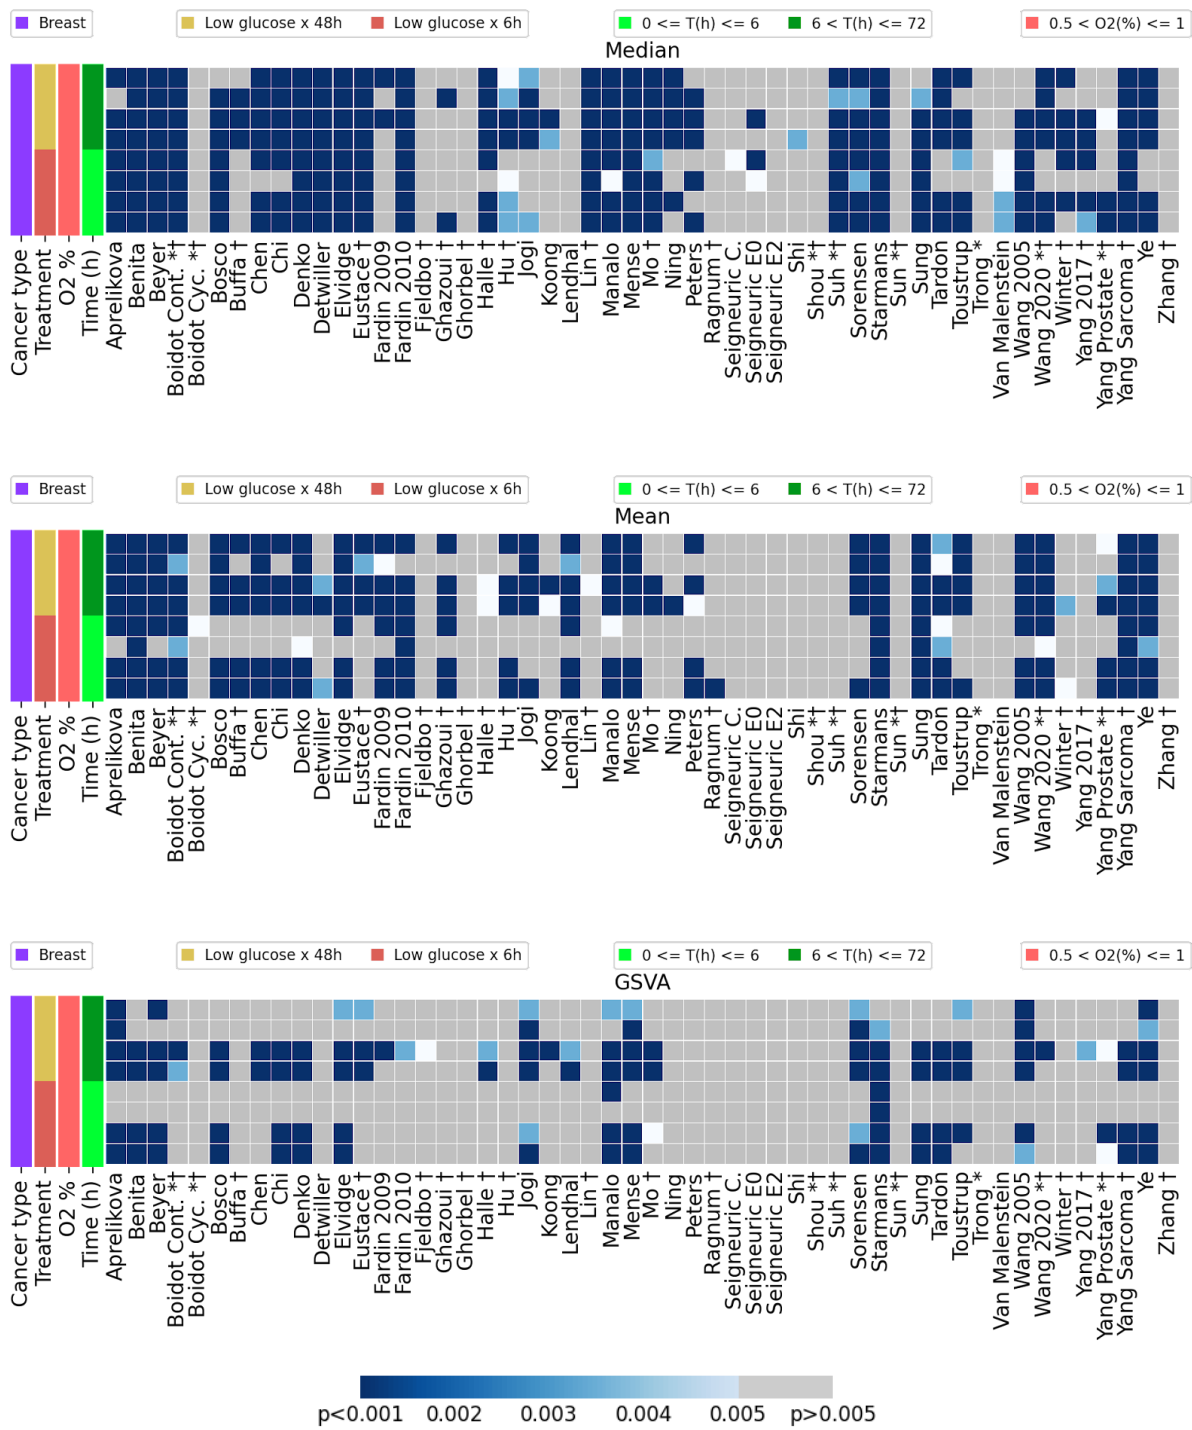 Breast Low glucose x 48h Low glucose x 6h 0 <= T(h) <= 6 6 < T(h) <= 72 0.5 < O2(%) <= 1
Median
Cancer type Treatment O2 % Time (h) Aprelikova Benita Beyer Boidot Cont. *† Boidot Cyc. *† Bosco Buffa † Chen Chi Denko Detwiller Elvidge Eustace † Fardin 2009 Fardin 2010 Fjeldbo † Ghazoui † Ghorbel † Halle † Hu † Jogi Koong Lendhal Lin † Manalo Mense Mo † Ning Peters Ragnum † Seigneuric C. Seigneuric E0 Seigneuric E2 Shi Shou *† Suh *† Sorensen Starmans Sun *† Sung Tardon Toustrup Trong* Van Malenstein Wang 2005 Wang 2020 *† Winter † Yang 2017 † Yang Prostate *† Yang Sarcoma † Ye Zhang †
Breast Low glucose x 48h Low glucose x 6h 0 <= T(h) <= 6 6 < T(h) <= 72 0.5 < O2(%) <= 1
Mean
Cancer type Treatment O2 % Time (h) Aprelikova Benita Beyer Boidot Cont. *† Boidot Cyc. *† Bosco Buffa † Chen Chi Denko Detwiller Elvidge Eustace † Fardin 2009 Fardin 2010 Fjeldbo † Ghazoui † Ghorbel † Halle † Hu † Jogi Koong Lendhal Lin † Manalo Mense Mo † Ning Peters Ragnum † Seigneuric C. Seigneuric E0 Seigneuric E2 Shi Shou *† Suh *† Sorensen Starmans Sun *† Sung Tardon Toustrup Trong* Van Malenstein Wang 2005 Wang 2020 *† Winter † Yang 2017 † Yang Prostate *† Yang Sarcoma † Ye Zhang †
Breast Low glucose x 48h Low glucose x 6h 0 <= T(h) <= 6 6 < T(h) <= 72 0.5 < O2(%) <= 1
GSVA
Cancer type Treatment O2 % Time (h) Aprelikova Benita Beyer Boidot Cont. *† Boidot Cyc. *† Bosco Buffa † Chen Chi Denko Detwiller Elvidge Eustace † Fardin 2009 Fardin 2010 Fjeldbo † Ghazoui † Ghorbel † Halle † Hu † Jogi Koong Lendhal Lin † Manalo Mense Mo † Ning Peters Ragnum † Seigneuric C. Seigneuric E0 Seigneuric E2 Shi Shou *† Suh *† Sorensen Starmans Sun *† Sung Tardon Toustrup Trong* Van Malenstein Wang 2005 Wang 2020 *† Winter † Yang 2017 † Yang Prostate *† Yang Sarcoma † Ye Zhang †
p<0.001 0.002 0.003 0.004 0.005 p>0.005